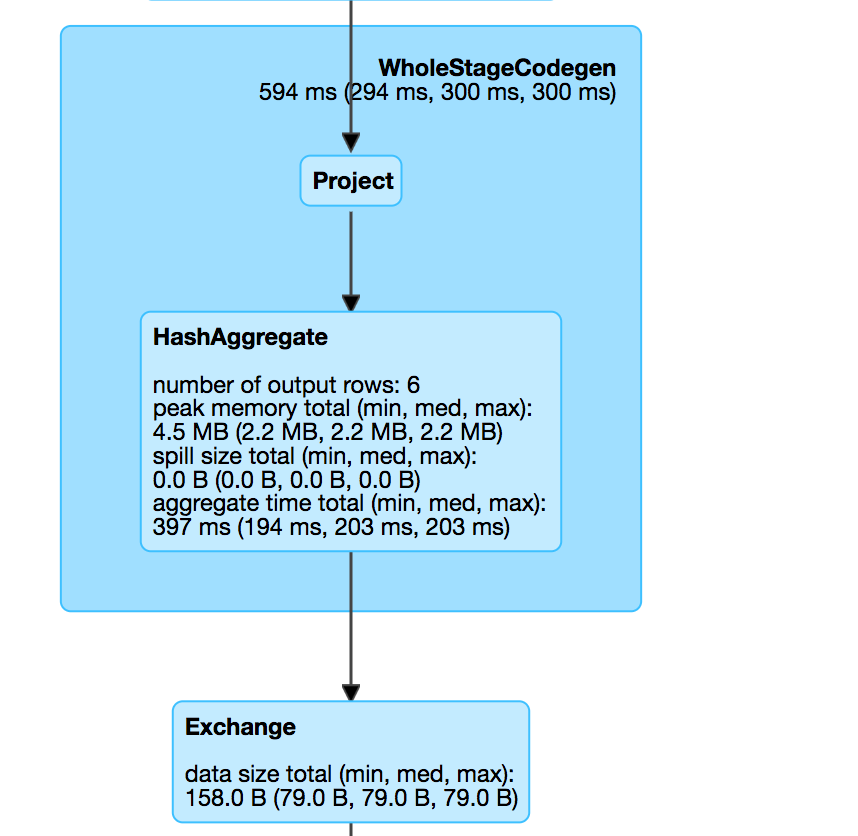 WholeStageCodegen
594 ms (294 ms, 300 ms, 300 ms)
Project
HashAggregate
number of output rows: 6
peak memory total (min, med, max):
4.5 MB (2.2 MB, 2.2 MB, 2.2 MB)
spill size total (min, med, max):
0.0 B (0.0 B, 0.0 B, 0.0 B)
aggregate time total (min, med, max):
397 ms (194 ms, 203 ms, 203 ms)
Exchange
data size total (min, med, max):
158.0 B (79.0 B, 79.0 B, 79.0 B)